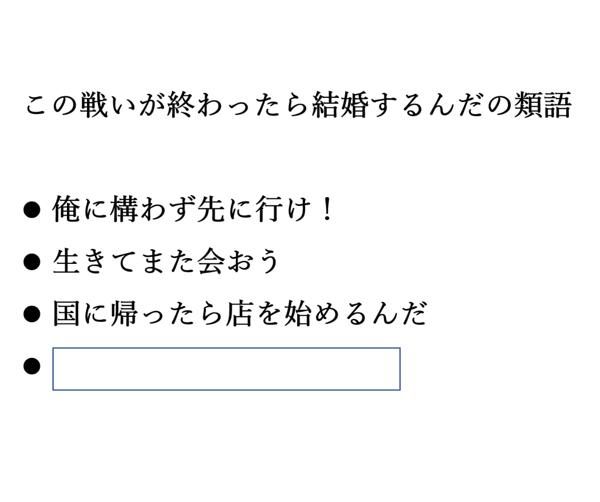 この戦いが終わったら結婚するんだの類語
● 俺に構わず先に行け！
● 生きてまた会おう
● 国に帰ったら店を始めるんだ
●